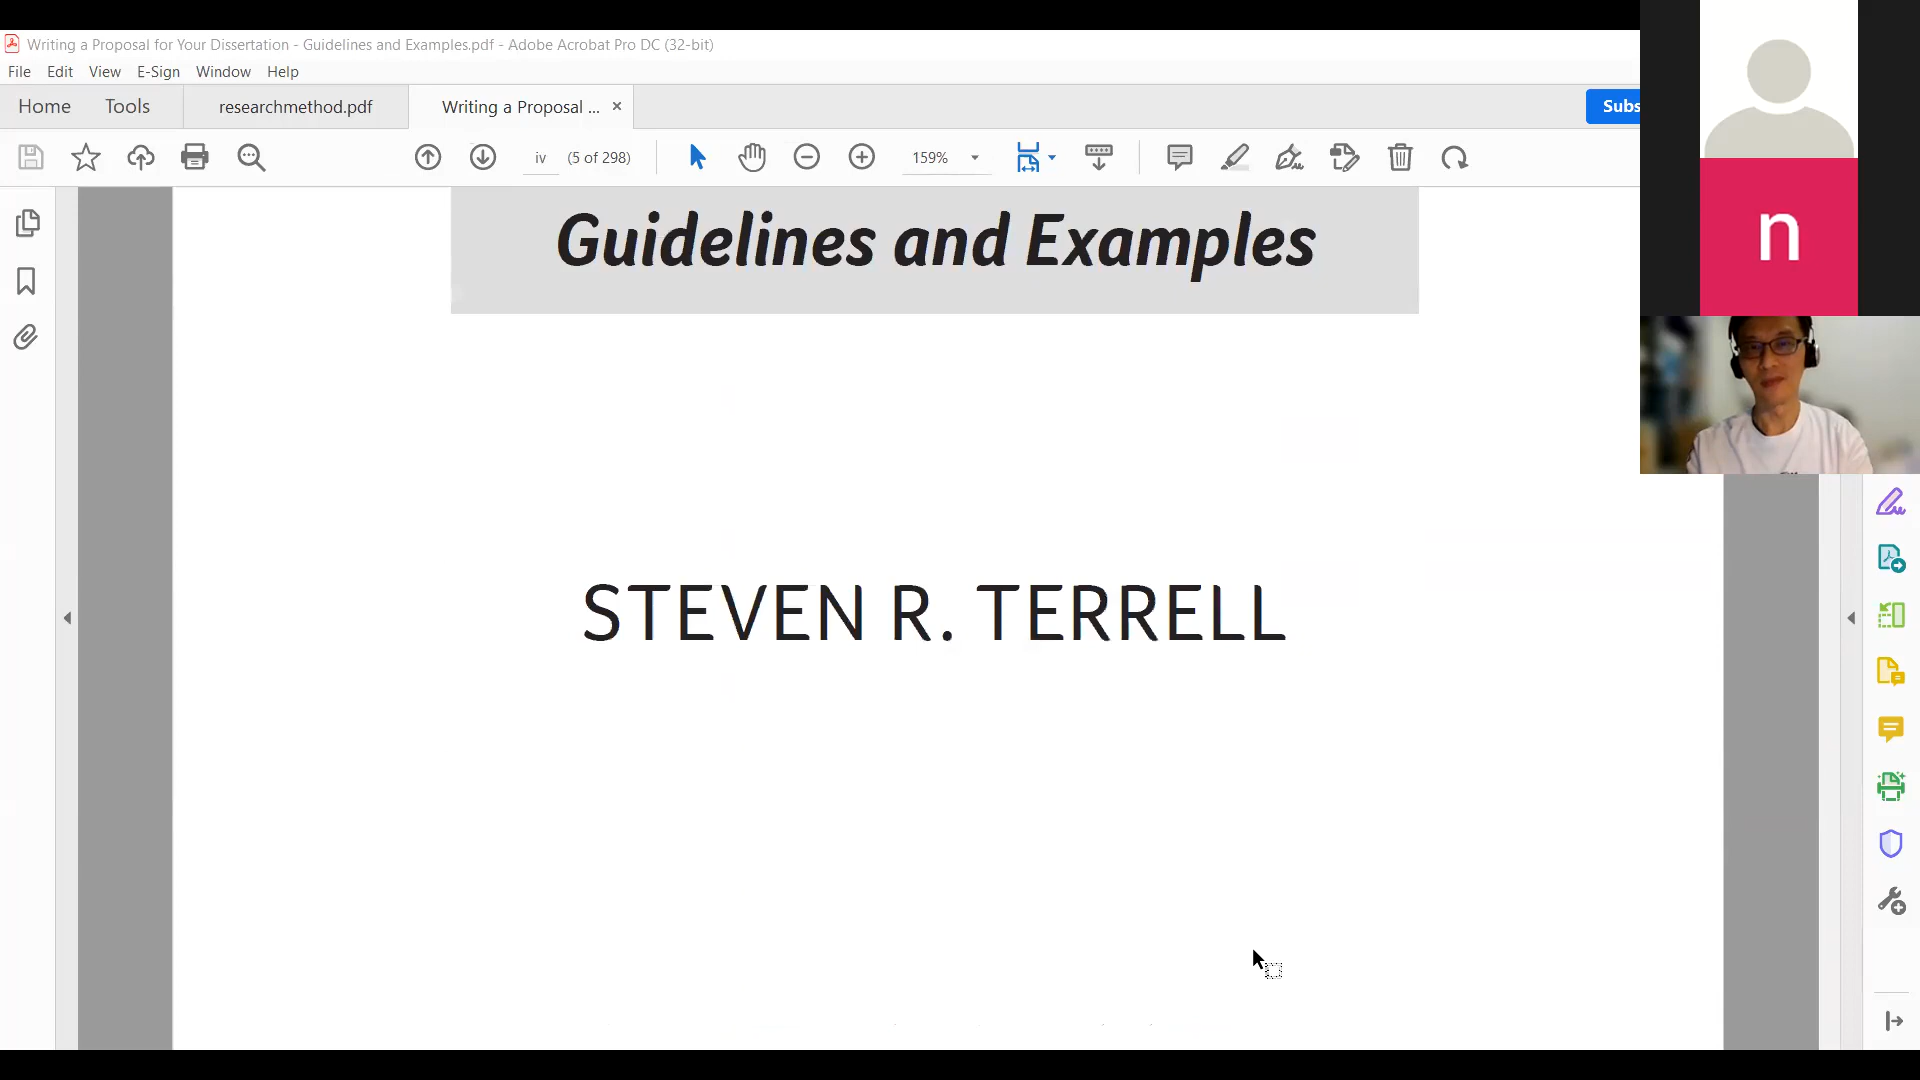 Writing a Proposal for Your Dissertation - Guidelines and Examples.pdf - Adobe Acrobat Pro DC (32-bit)
File Edit View E-Sign Window Help
Home Tools researchmethod.pdf Writing a Proposal ... Subs
iv (5 of 298) 159%
Guidelines and Examples
STEVEN R. TERRELL
n